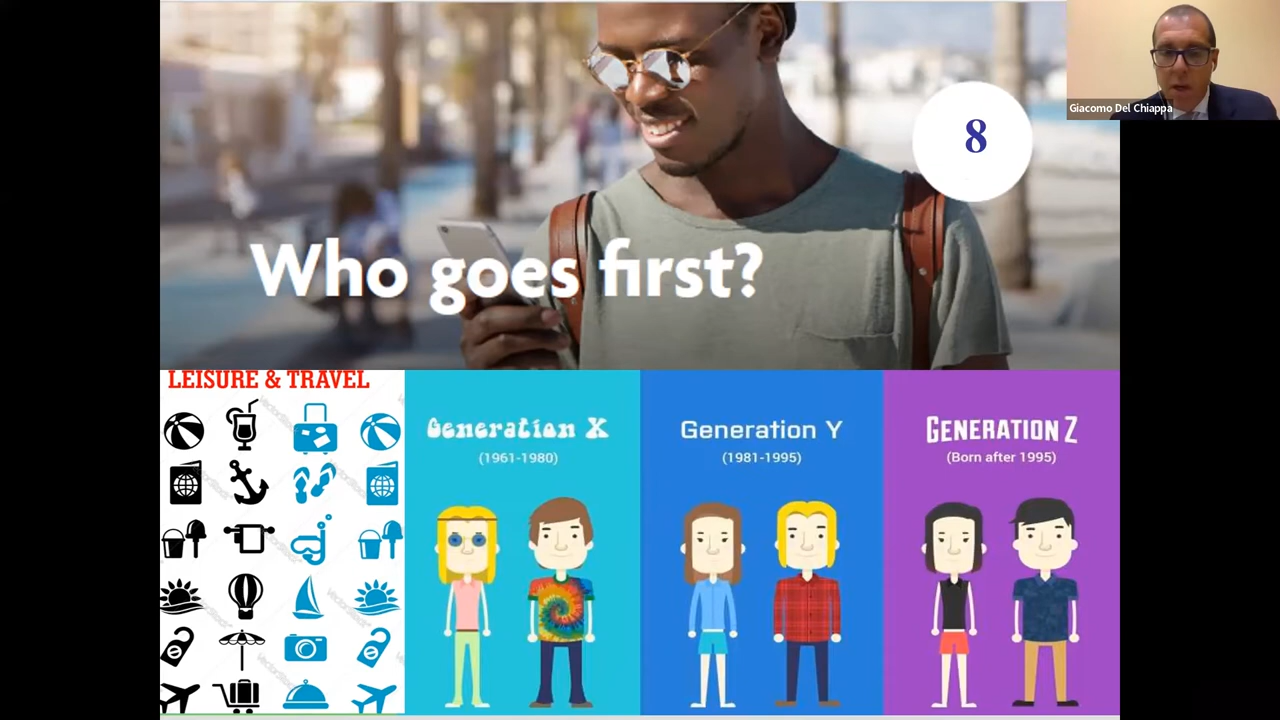 Giacomo Del Chiappa
8
Who goes first?
LEISURE & TRAVEL
Generation X
(1961-1980)
Generation Y
(1981-1995)
GENERATION Z
(Born after 1995)